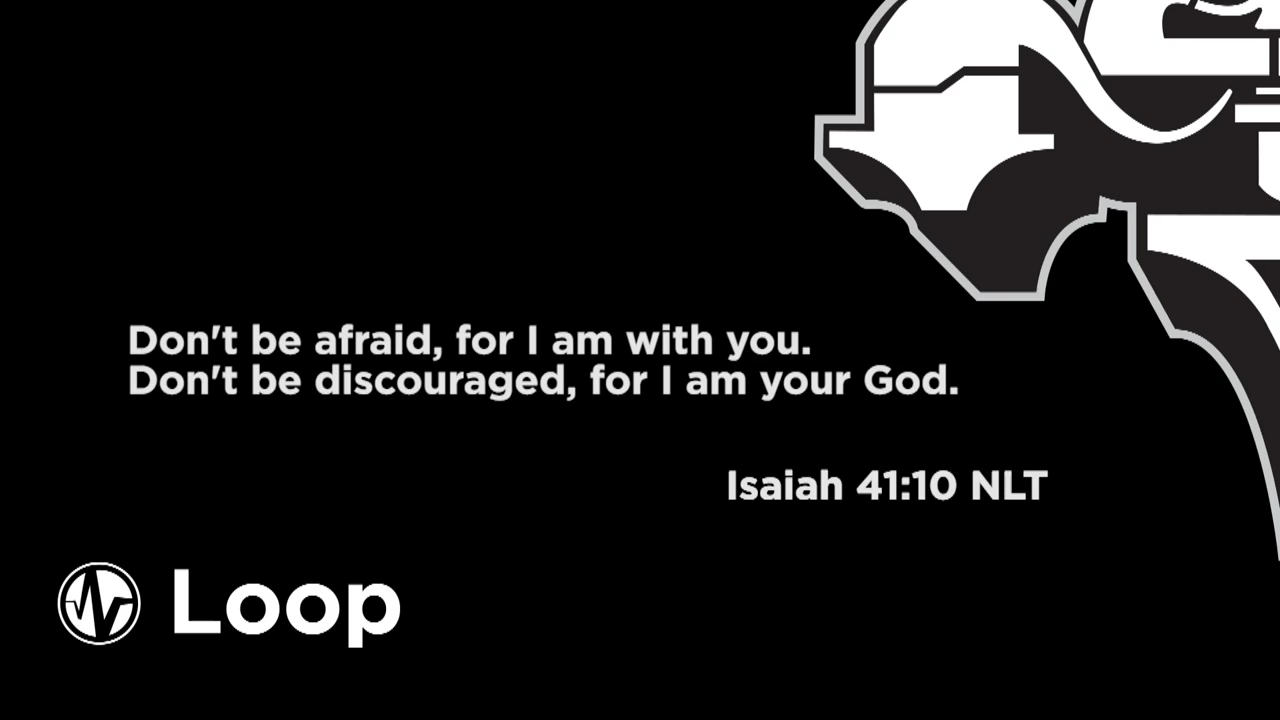 Don't be afraid, for I am with you.
Don't be discouraged, for I am your God.
Isaiah 41:10 NLT
Loop